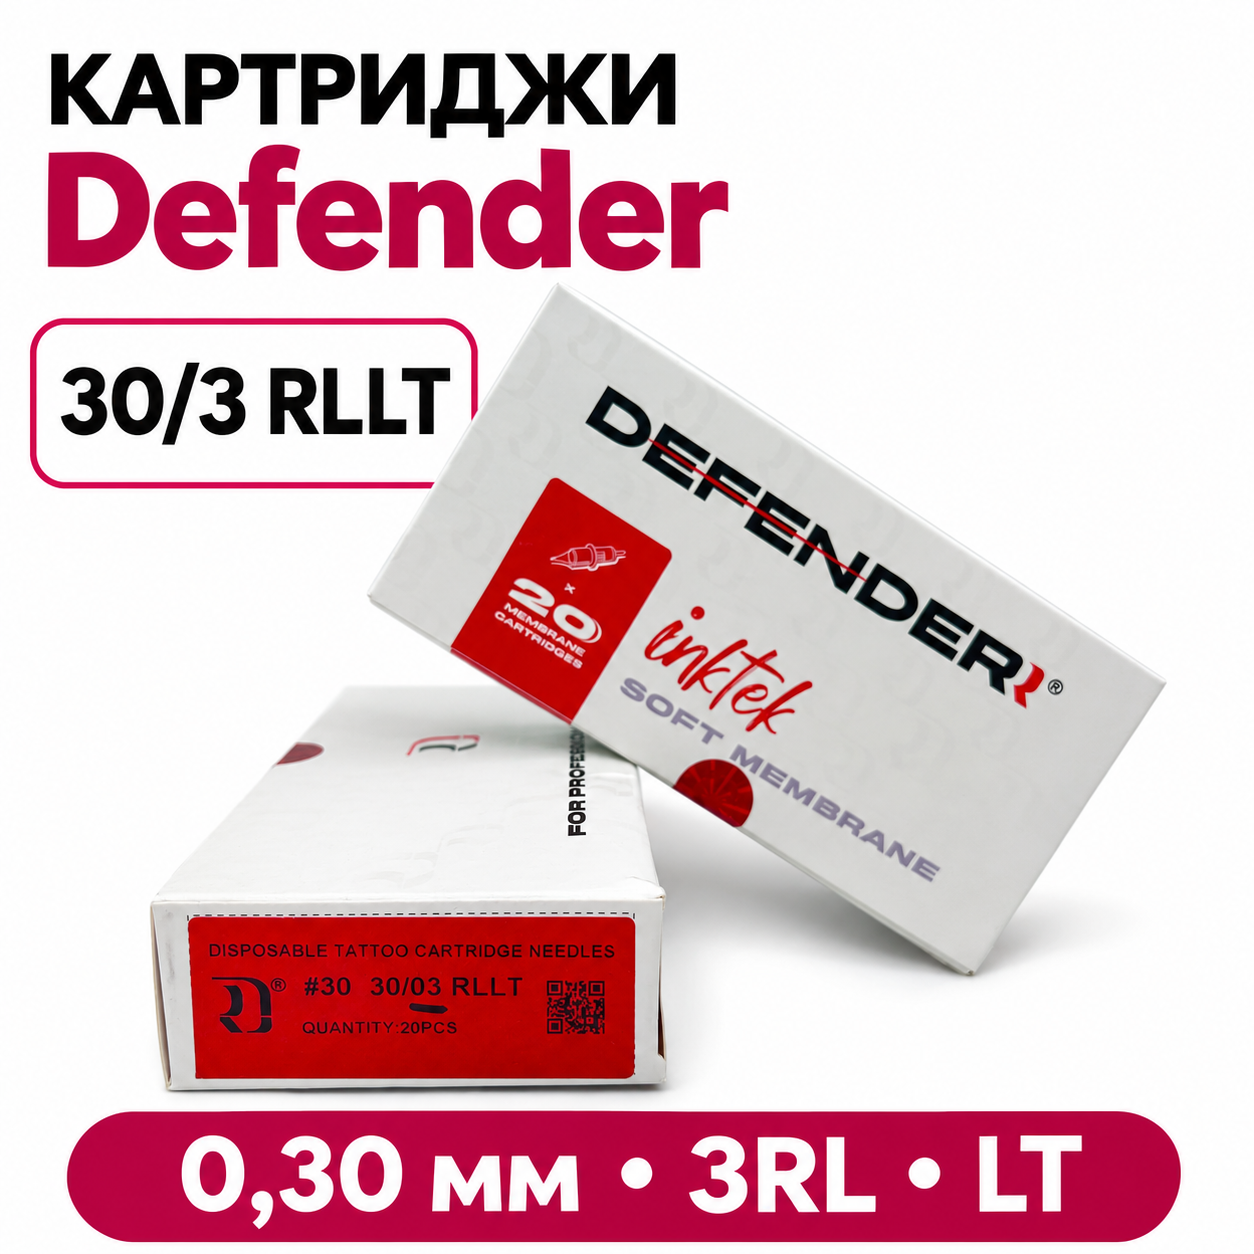 КАРТРИДЖИ
Defender
30/3 RLLT
DEFENDER®
×
20
MEMBRANE
CARTRIDGES
inktek
SOFT MEMBRANE
DISPOSABLE TATTOO CARTRIDGE NEEDLES
® #30 30/03 RLLT
QUANTITY:20PCS
0,30 мм • 3RL • LT
FOR